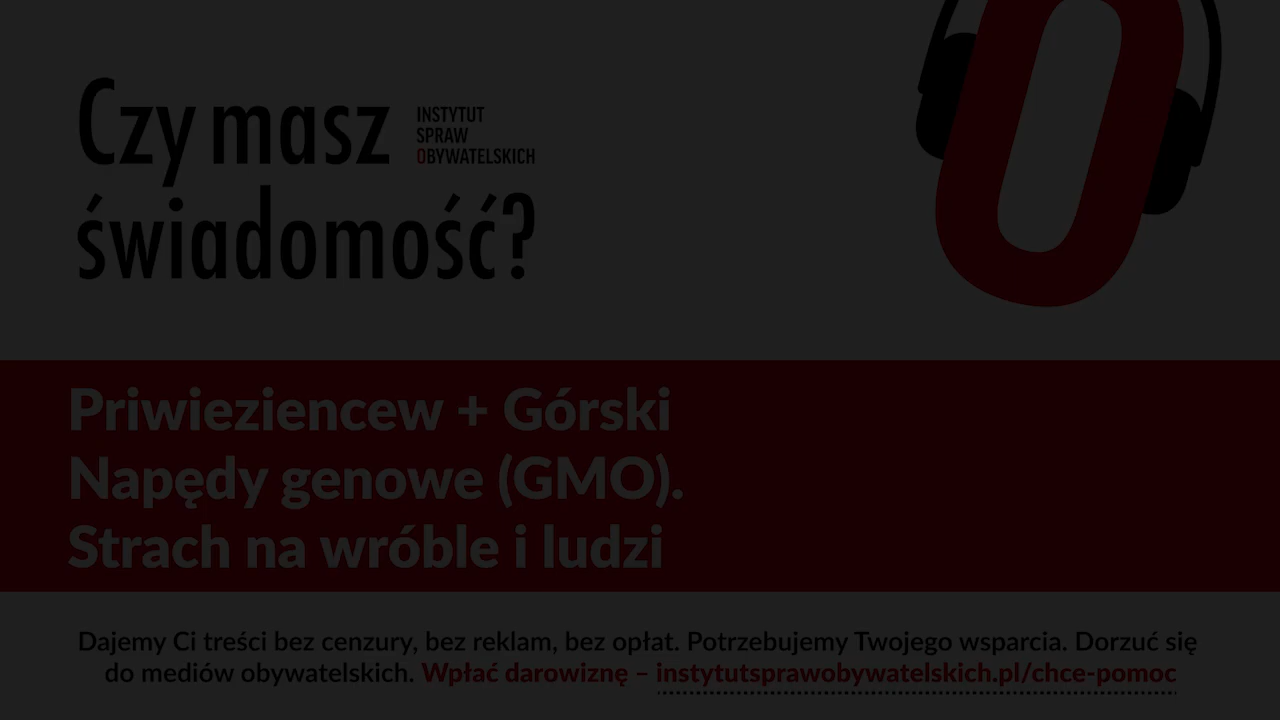 Czy masz
INSTYTUT
SPRAW
OBYWATELSKICH
świadomość?
Priwieziencew + Górski
Napędy genowe (GMO).
Strach na wróble i ludzi
Dajemy Ci treści bez cenzury, bez reklam, bez opłat. Potrzebujemy Twojego wsparcia. Dorzuć się
do mediów obywatelskich. Wpłać darowiznę – instytutsprawobywatelskich.pl/chce-pomoc